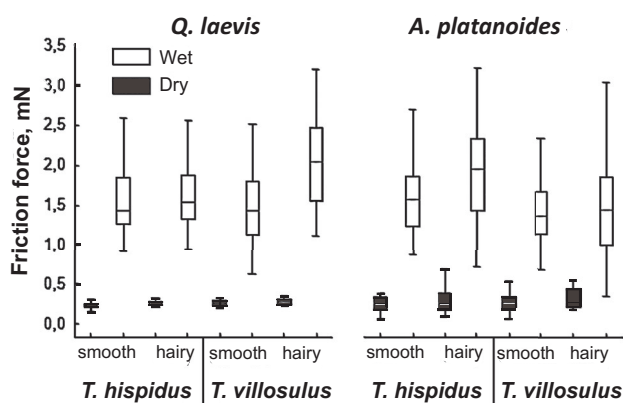 Q. laevis
A. platanoides
Friction force, mN
3,5
3,0
2,5
2,0
1,5
1,0
0,5
0,0
Wet
Dry
smooth hairy smooth hairy smooth hairy smooth hairy
T. hispidus T. villosulus T. hispidus T. villosulus